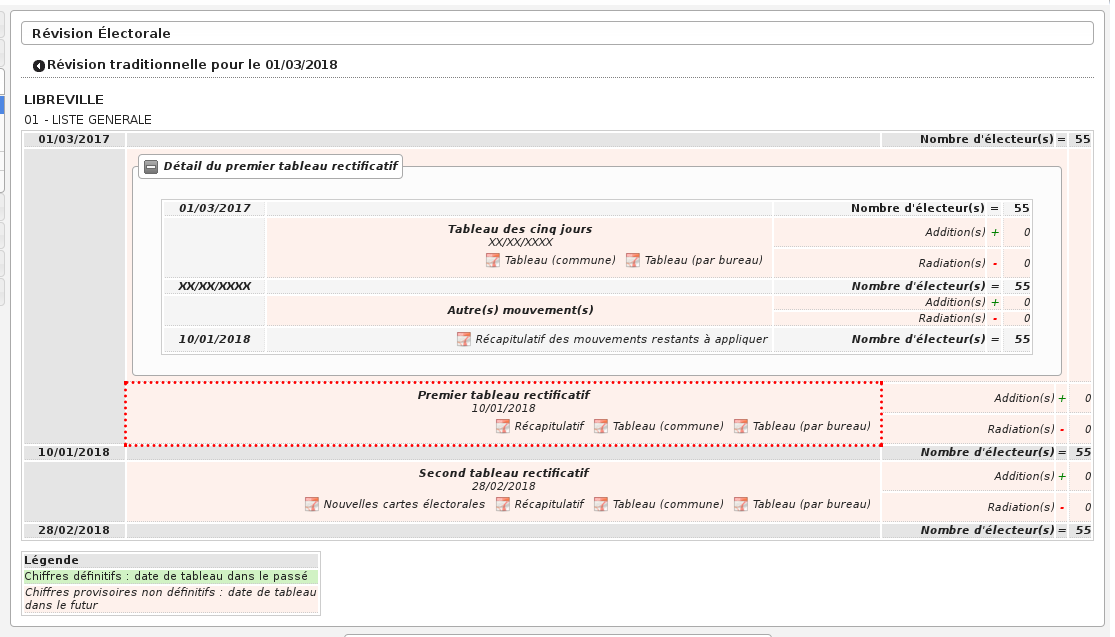 Révision Électorale
Révision traditionnelle pour le 01/03/2018
LIBREVILLE
01 - LISTE GENERALE
01/03/2017 Nombre d'électeur(s) = 55
Détail du premier tableau rectificatif
01/03/2017 Nombre d'électeur(s) = 55
Tableau des cinq jours
XX/XX/XXXX
Addition(s) + 0
Tableau (commune) Tableau (par bureau)
Radiation(s) - 0
XX/XX/XXXX Nombre d'électeur(s) = 55
Autre(s) mouvement(s)
Addition(s) + 0
Radiation(s) - 0
10/01/2018 Récapitulatif des mouvements restants à appliquer Nombre d'électeur(s) = 55
Premier tableau rectificatif
10/01/2018
Addition(s) + 0
Récapitulatif Tableau (commune) Tableau (par bureau)
Radiation(s) - 0
10/01/2018 Nombre d'électeur(s) = 55
Second tableau rectificatif
28/02/2018
Addition(s) + 0
Nouvelles cartes électorales Récapitulatif Tableau (commune) Tableau (par bureau)
Radiation(s) - 0
28/02/2018 Nombre d'électeur(s) = 55
Légende
Chiffres définitifs : date de tableau dans le passé
Chiffres provisoires non définitifs : date de tableau
dans le futur